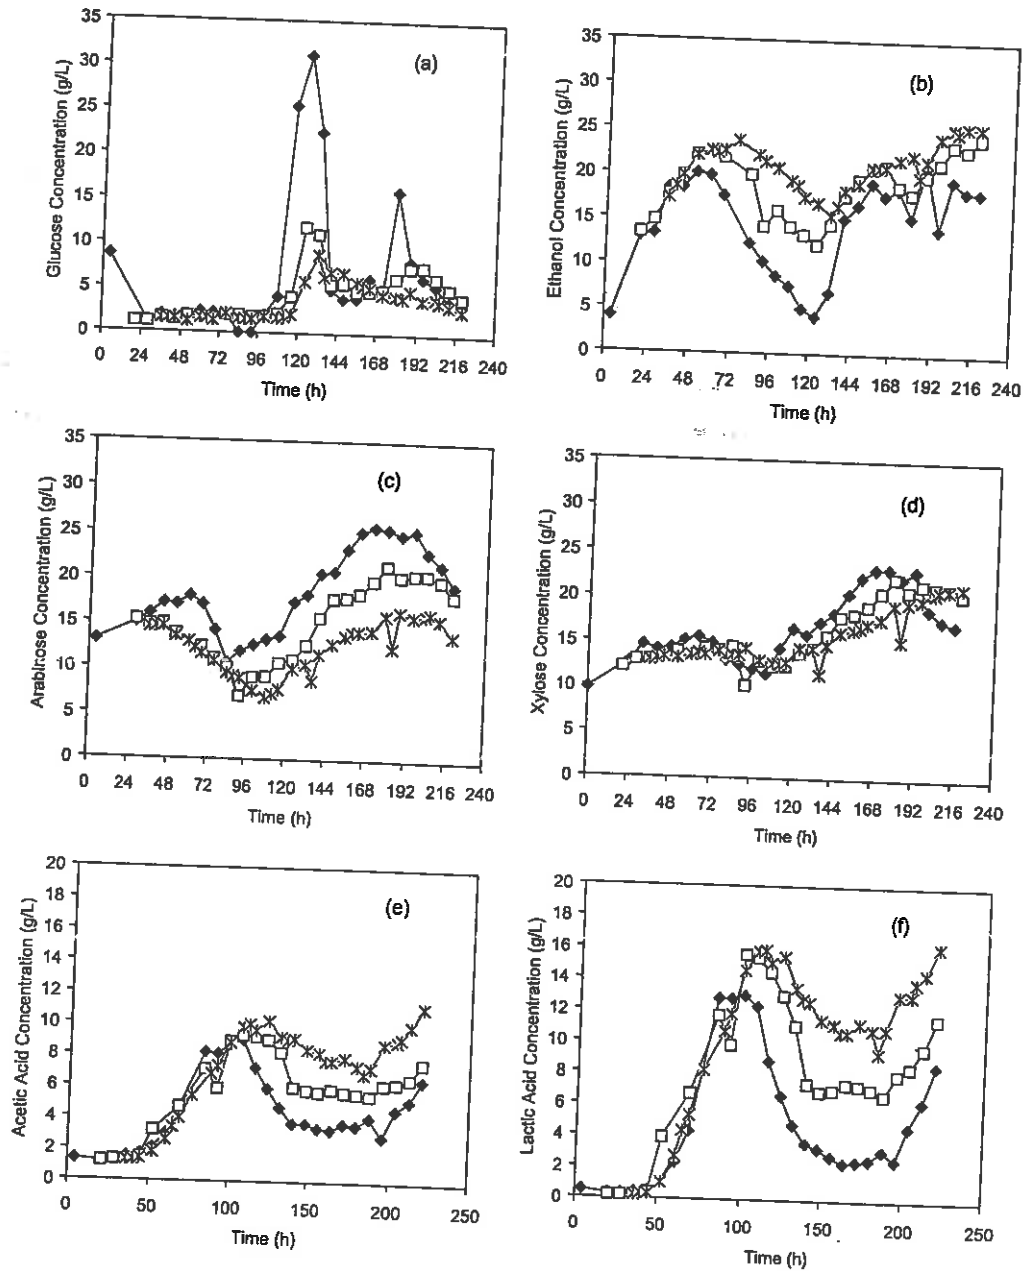 35
30
25
20
15
10
5
0
Glucose Concentration (g/L)
(a)
0 24 48 72 96 120 144 168 192 216 240
Time (h)
35
30
25
20
15
10
5
0
Ethanol Concentration (g/L)
(b)
0 24 48 72 96 120 144 168 192 216 240
Time (h)
35
30
25
20
15
10
5
0
Arabinose Concentration (g/L)
(c)
0 24 48 72 96 120 144 168 192 216 240
Time (h)
35
30
25
20
15
10
5
0
Xylose Concentration (g/L)
(d)
0 24 48 72 96 120 144 168 192 216 240
Time (h)
20
18
16
14
12
10
8
6
4
2
0
Acetic Acid Concentration (g/L)
(e)
0 50 100 150 200 250
Time (h)
20
18
16
14
12
10
8
6
4
2
0
Lactic Acid Concentration (g/L)
(f)
0 50 100 150 200 250
Time (h)